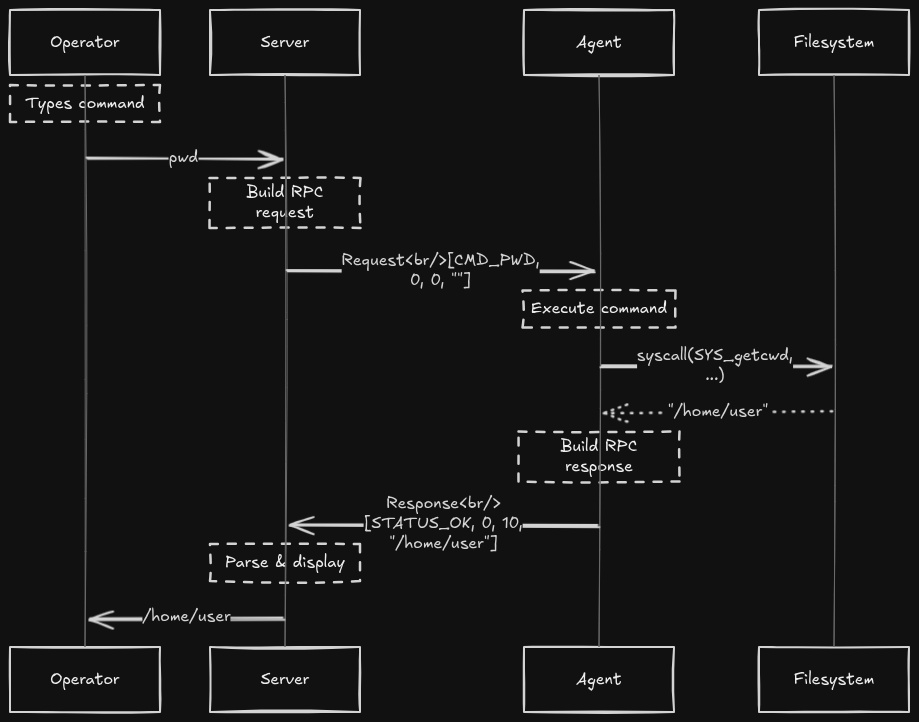 Operator
Server
Agent
Filesystem
Types command
pwd
Build RPC
request
Request<br/>[CMD_PWD,
0, 0, ""]
Execute command
syscall(SYS_getcwd,
...)
"/home/user"
Build RPC
response
Response<br/>
[STATUS_OK, 0, 10,
"/home/user"]
Parse & display
/home/user
Operator
Server
Agent
Filesystem